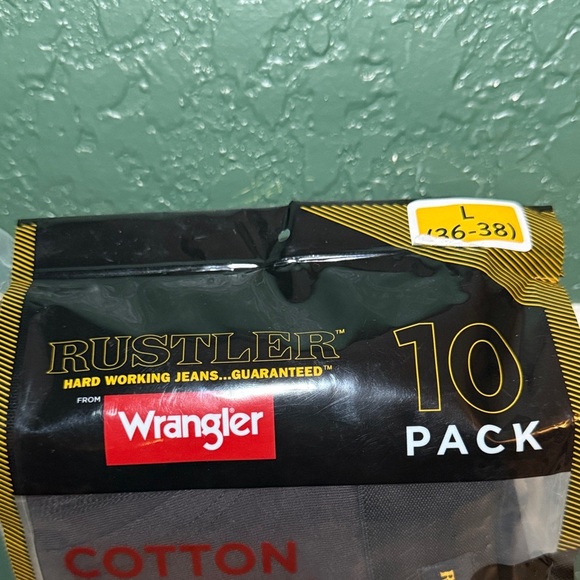 L
(36-38)
RUSTLER™
HARD WORKING JEANS...GUARANTEED™
FROM
Wrangler
10
PACK
COTTON